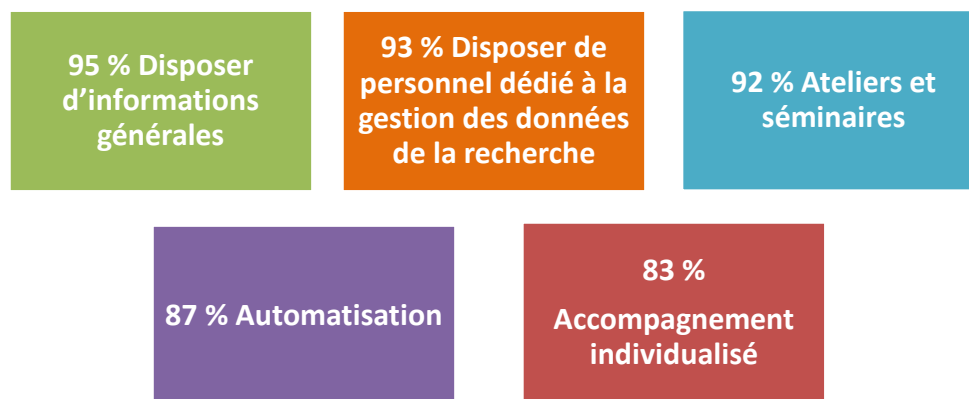 95 % Disposer
d’informations
générales
93 % Disposer de
personnel dédié à la
gestion des données
de la recherche
92 % Ateliers et
séminaires
87 % Automatisation
83 %
Accompagnement
individualisé